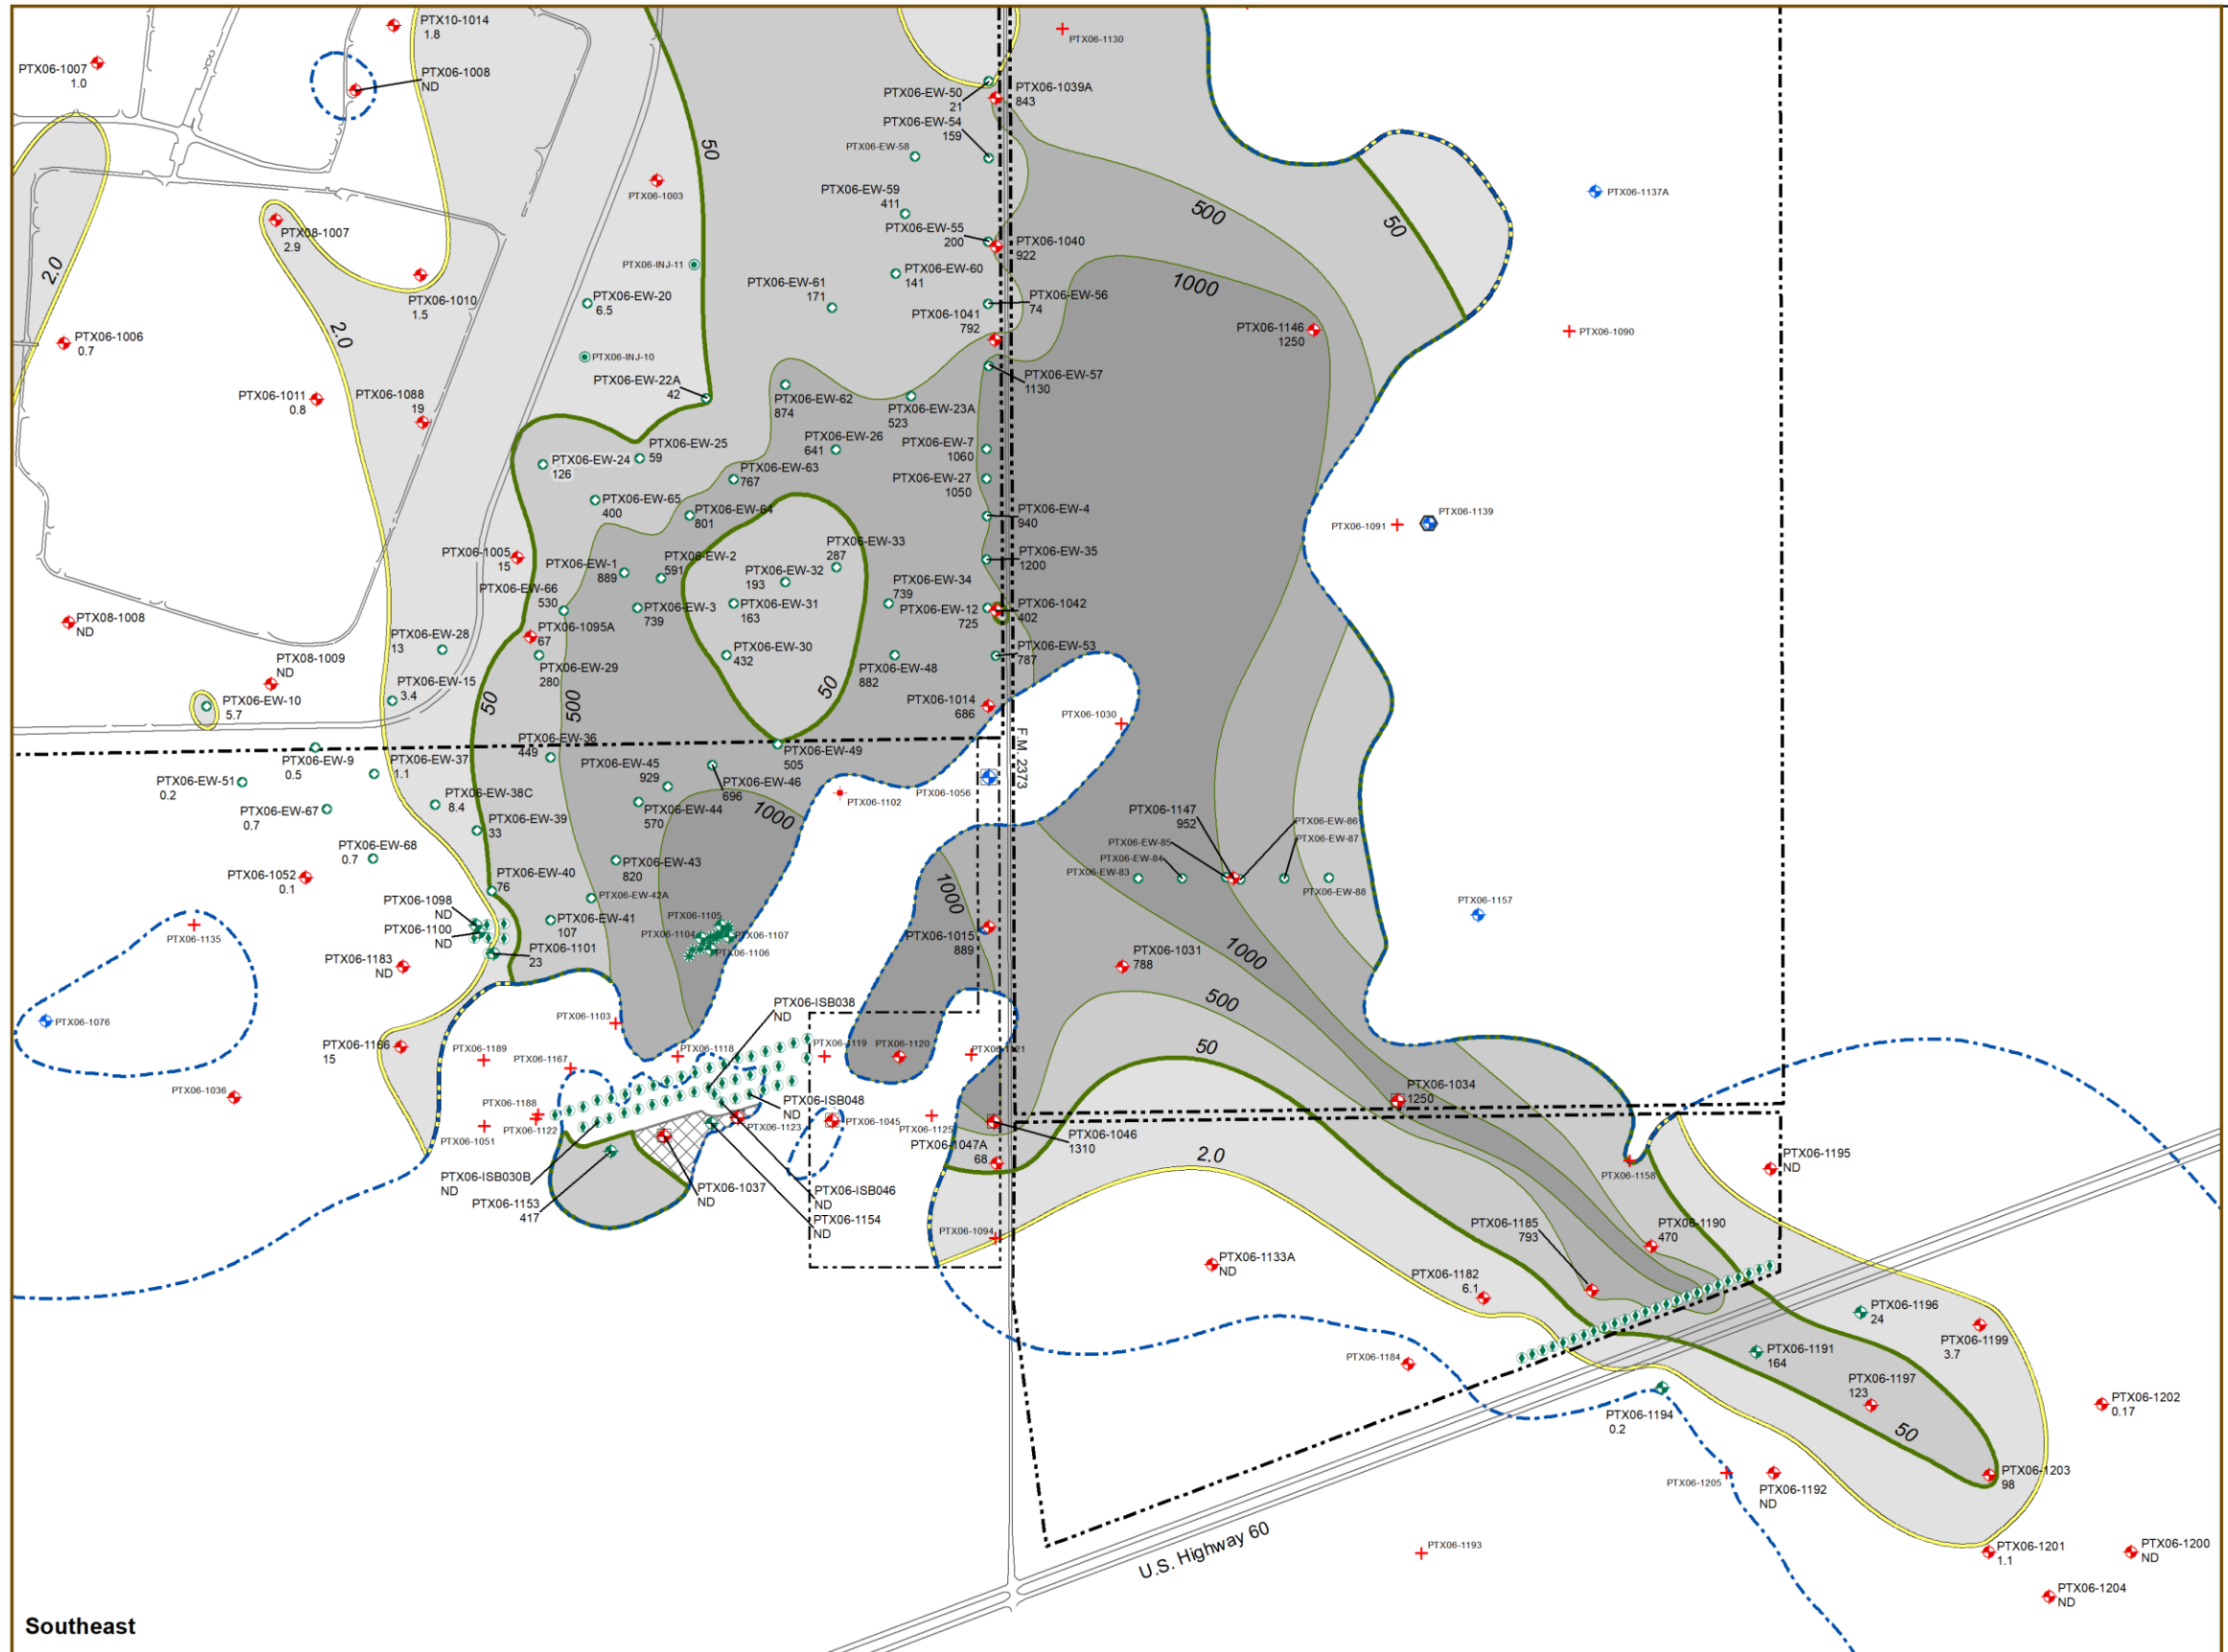 PTX10-1014
1.8
PTX06-1007
1.0
PTX06-1008
ND
PTX06-1130
PTX06-EW-50
21
PTX06-1039A
843
PTX06-EW-54
159
PTX06-EW-58
50
PTX06-1003
PTX06-EW-59
411
PTX06-EW-55
200
PTX06-1040
922
500
50
PTX06-1137A
PTX08-1007
2.9
2.0
PTX06-INJ-11
PTX06-EW-60
141
PTX06-1010
1.5
PTX06-EW-20
6.5
PTX06-EW-61
171
PTX06-EW-56
74
1000
PTX06-1041
792
2.0
PTX06-1146
1250
PTX06-1090
PTX06-1006
0.7
PTX06-INJ-10
PTX06-EW-22A
42
PTX06-EW-57
1130
PTX06-1011
0.8
PTX06-1088
19
PTX06-EW-62
874
PTX06-EW-23A
523
PTX06-EW-25
59
PTX06-EW-26
641
PTX06-EW-7
1060
PTX06-EW-24
126
PTX06-EW-63
767
PTX06-EW-27
1050
PTX06-EW-65
400
PTX06-EW-64
801
PTX06-EW-4
940
PTX06-1091
PTX06-1139
PTX06-1005
15
PTX06-EW-1
889
PTX06-EW-2
591
PTX06-EW-33
287
PTX06-EW-35
1200
PTX06-EW-32
193
PTX06-EW-34
739
PTX06-EW-66
530
PTX06-EW-3
739
PTX06-EW-31
163
PTX06-EW-12
725
PTX06-1042
402
PTX08-1008
ND
PTX06-1095A
67
PTX06-EW-28
13
PTX08-1009
ND
PTX06-EW-29
280
PTX06-EW-30
432
PTX06-EW-48
882
PTX06-EW-53
787
PTX06-EW-15
3.4
50
500
50
PTX06-EW-10
5.7
PTX06-1014
686
PTX06-1030
F.M. 2373
PTX06-EW-36
449
PTX06-EW-49
505
PTX06-EW-9
0.5
PTX06-EW-37
1.1
PTX06-EW-45
929
PTX06-EW-46
696
PTX06-EW-51
0.2
PTX06-1102
PTX06-1056
PTX06-EW-38C
8.4
PTX06-EW-67
0.7
PTX06-EW-44
570
1000
PTX06-1147
952
PTX06-EW-86
PTX06-EW-39
33
PTX06-EW-85
PTX06-EW-87
PTX06-EW-68
0.7
PTX06-EW-43
820
PTX06-EW-84
PTX06-EW-83
PTX06-EW-88
PTX06-1052
0.1
PTX06-EW-40
76
1000
PTX06-EW-42A
PTX06-1098
ND
PTX06-1157
PTX06-EW-41
107
PTX06-1105
PTX06-1100
ND
PTX06-1104
PTX06-1107
PTX06-1015
889
PTX06-1135
PTX06-1101
23
PTX06-1106
1000
PTX06-1183
ND
PTX06-1031
788
500
PTX06-ISB038
ND
PTX06-1076
PTX06-1103
PTX06-1166
15
PTX06-1189
PTX06-1167
PTX06-1118
PTX06-1119
PTX06-1120
PTX06-1121
50
PTX06-1036
PTX06-1034
1250
PTX06-ISB048
ND
PTX06-1188
PTX06-1051
PTX06-1122
PTX06-1123
PTX06-1045
PTX06-1125
PTX06-1046
1310
PTX06-1047A
68
2.0
PTX06-1195
ND
PTX06-1158
PTX06-ISB030B
ND
PTX06-1037
ND
PTX06-ISB046
ND
PTX06-1153
417
PTX06-1154
ND
PTX06-1094
PTX06-1185
793
PTX06-1190
470
PTX06-1133A
ND
PTX06-1182
6.1
PTX06-1196
24
PTX06-1199
3.7
PTX06-1184
PTX06-1191
164
PTX06-1197
123
PTX06-1194
0.2
50
PTX06-1202
0.17
PTX06-1205
PTX06-1192
ND
PTX06-1203
98
PTX06-1193
U.S. Highway 60
PTX06-1201
1.1
PTX06-1200
ND
PTX06-1204
ND
Southeast